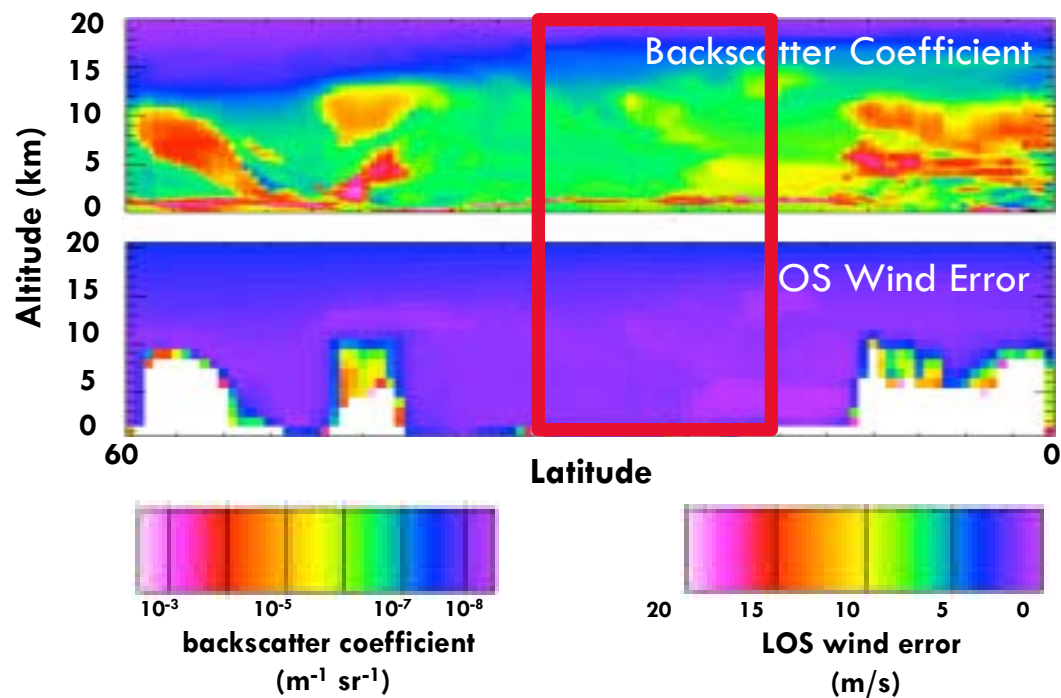 20
15
10
5
0
Backscatter Coefficient
Altitude (km)
20
15
10
5
0
OS Wind Error
60
Latitude
0
10⁻³ 10⁻⁵ 10⁻⁷ 10⁻⁸
backscatter coefficient
(m⁻¹ sr⁻¹)
20 15 10 5 0
LOS wind error
(m/s)